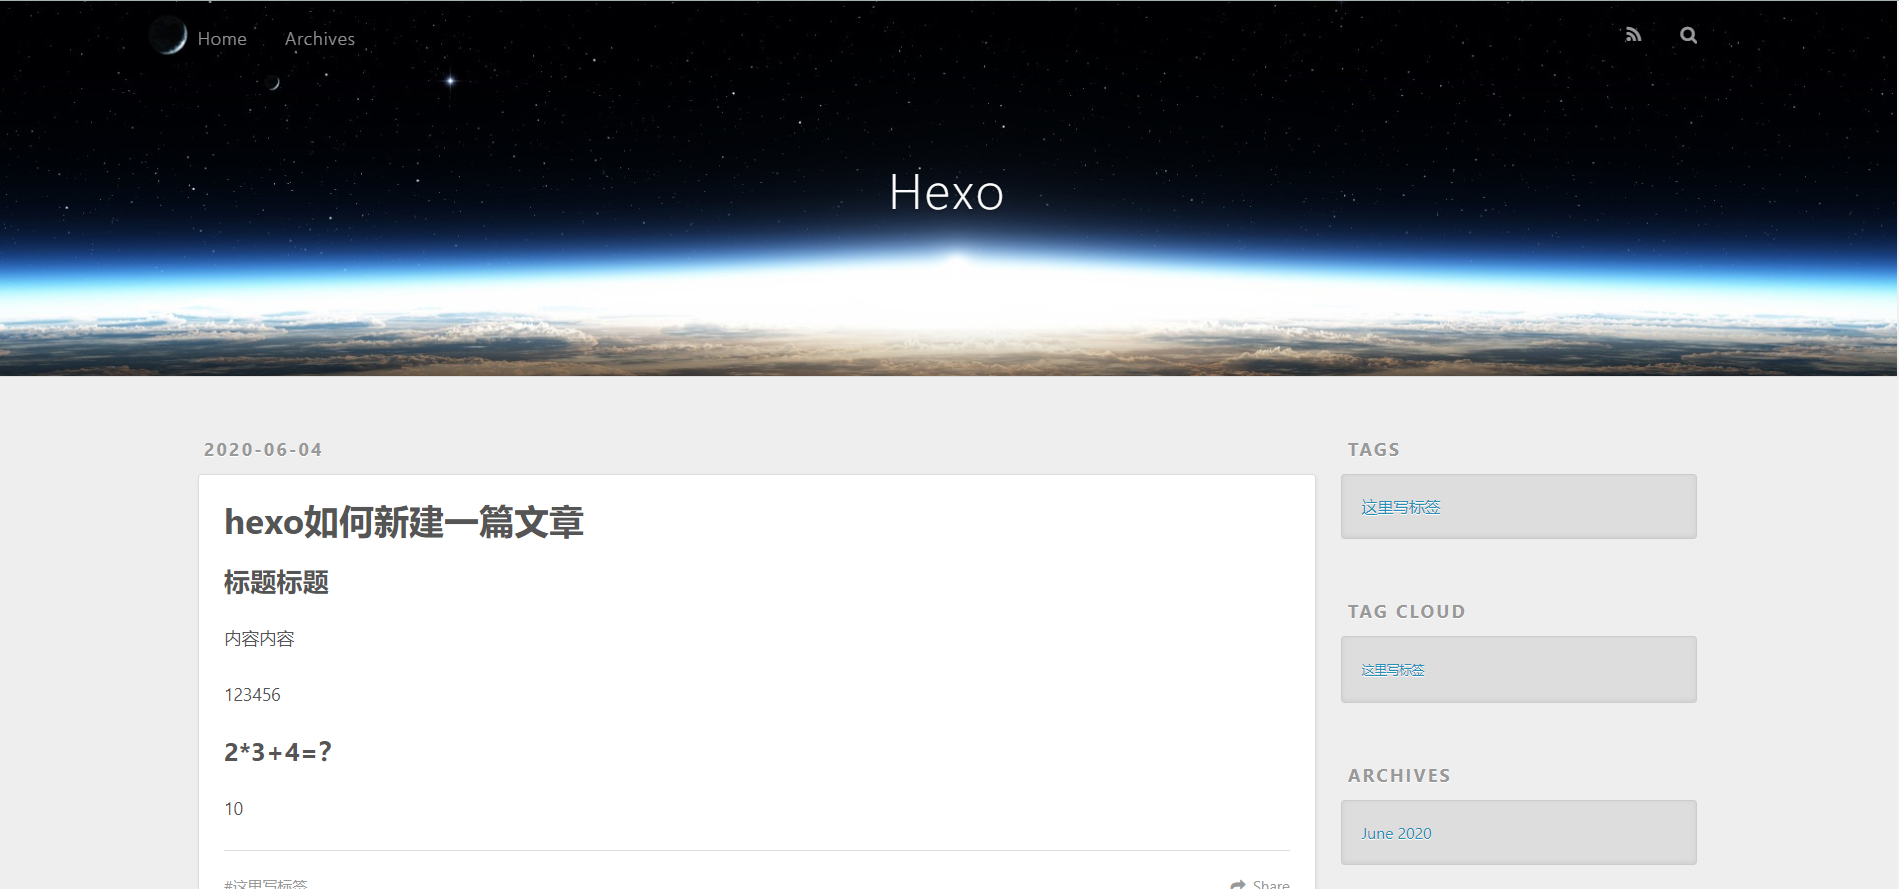 Home Archives
Hexo
2020-06-04
hexo如何新建一篇文章
标题标题
内容内容
123456
2*3+4=?
10
#这里写标签 Share
TAGS
这里写标签
TAG CLOUD
这里写标签
ARCHIVES
June 2020